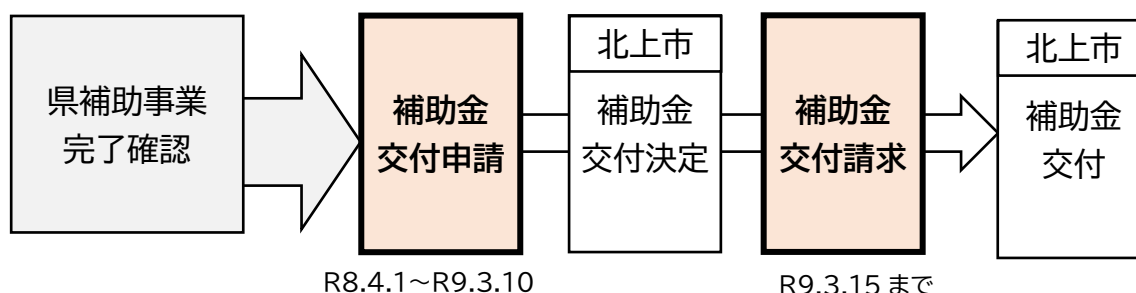 県補助事業
完了確認
補助金
交付申請
R8.4.1～R9.3.10
北上市
補助金
交付決定
補助金
交付請求
R9.3.15 まで
北上市
補助金
交付